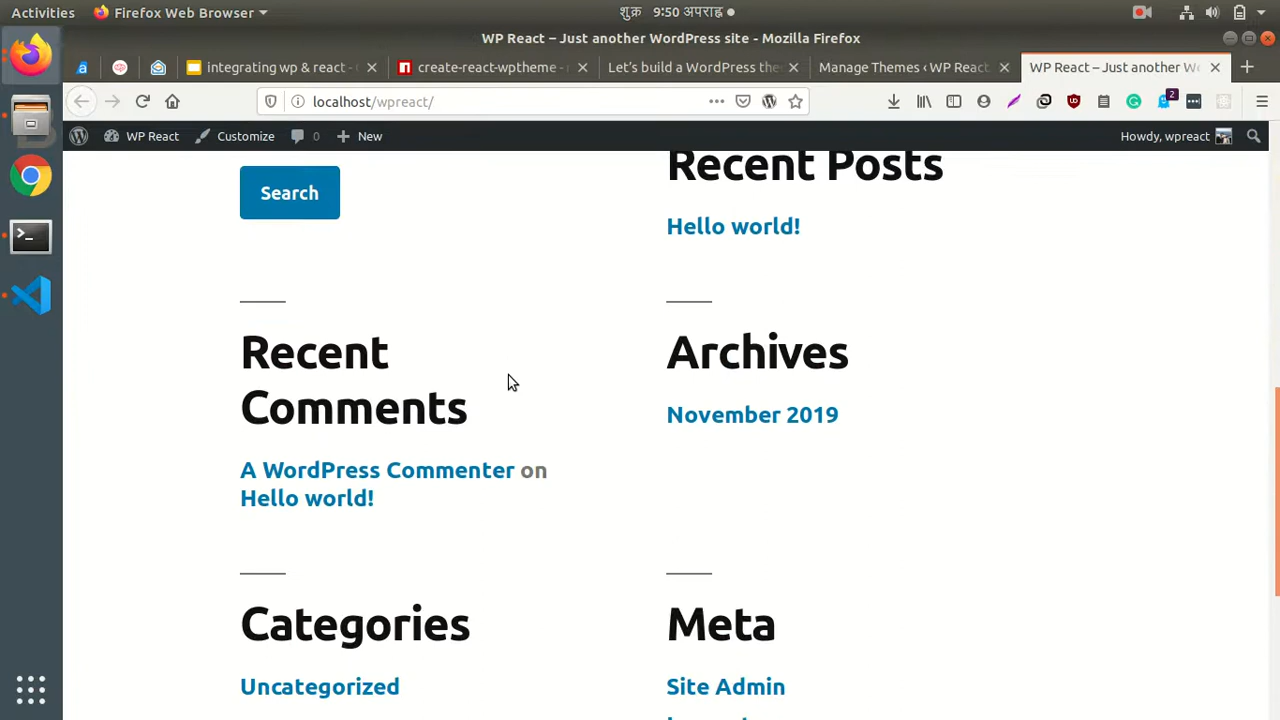 Activities Firefox Web Browser शुक्र 9:50 अपराह्न
WP React – Just another WordPress site - Mozilla Firefox
integrating wp & react - create-react-wptheme - Let's build a WordPress the Manage Themes ‹ WP React WP React – Just another Wo
localhost/wpreact/
2
WP React Customize 0 New Howdy, wpreact
Search
Recent Posts
Hello world!
Recent
Comments
A WordPress Commenter on
Hello world!
Archives
November 2019
Categories
Uncategorized
Meta
Site Admin